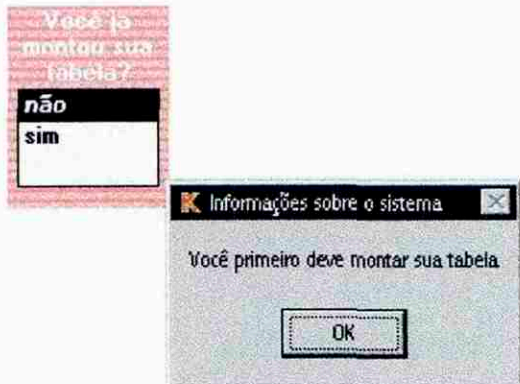 Você já
montou sua
tabela?
não
sim
Informações sobre o sistema
Você primeiro deve montar sua tabela
OK